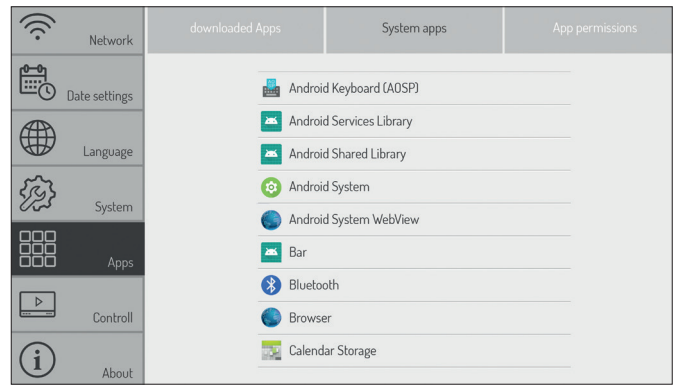 Network
Date settings
Language
System
Apps
Controll
About
downloaded Apps
System apps
App permissions
Android Keyboard (AOSP)
Android Services Library
Android Shared Library
Android System
Android System WebView
Bar
Bluetooth
Browser
Calendar Storage